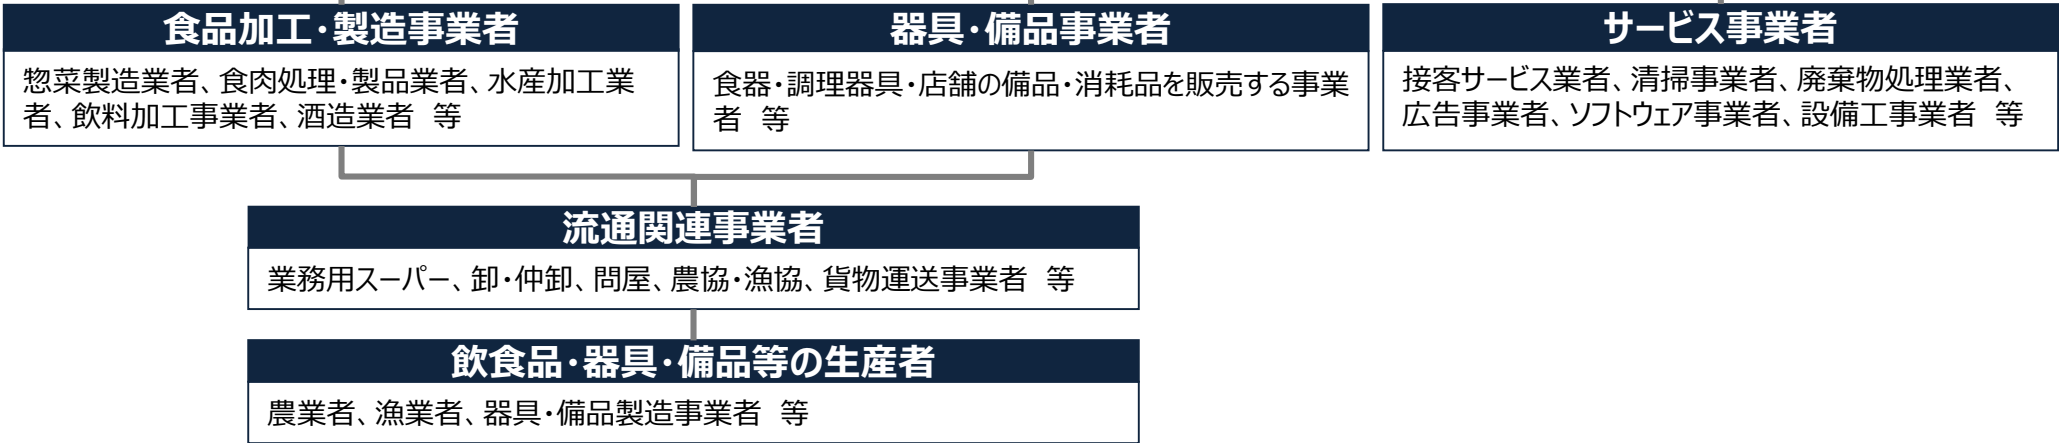 食品加工・製造事業者
惣菜製造業者、食肉処理・製品業者、水産加工業
者、飲料加工事業者、酒造業者　等
器具・備品事業者
食器・調理器具・店舗の備品・消耗品を販売する事業
者　等
サービス事業者
接客サービス業者、清掃事業者、廃棄物処理業者、
広告事業者、ソフトウェア事業者、設備工事業者　等
流通関連事業者
業務用スーパー、卸・仲卸、問屋、農協・漁協、貨物運送事業者　等
飲食品・器具・備品等の生産者
農業者、漁業者、器具・備品製造事業者　等